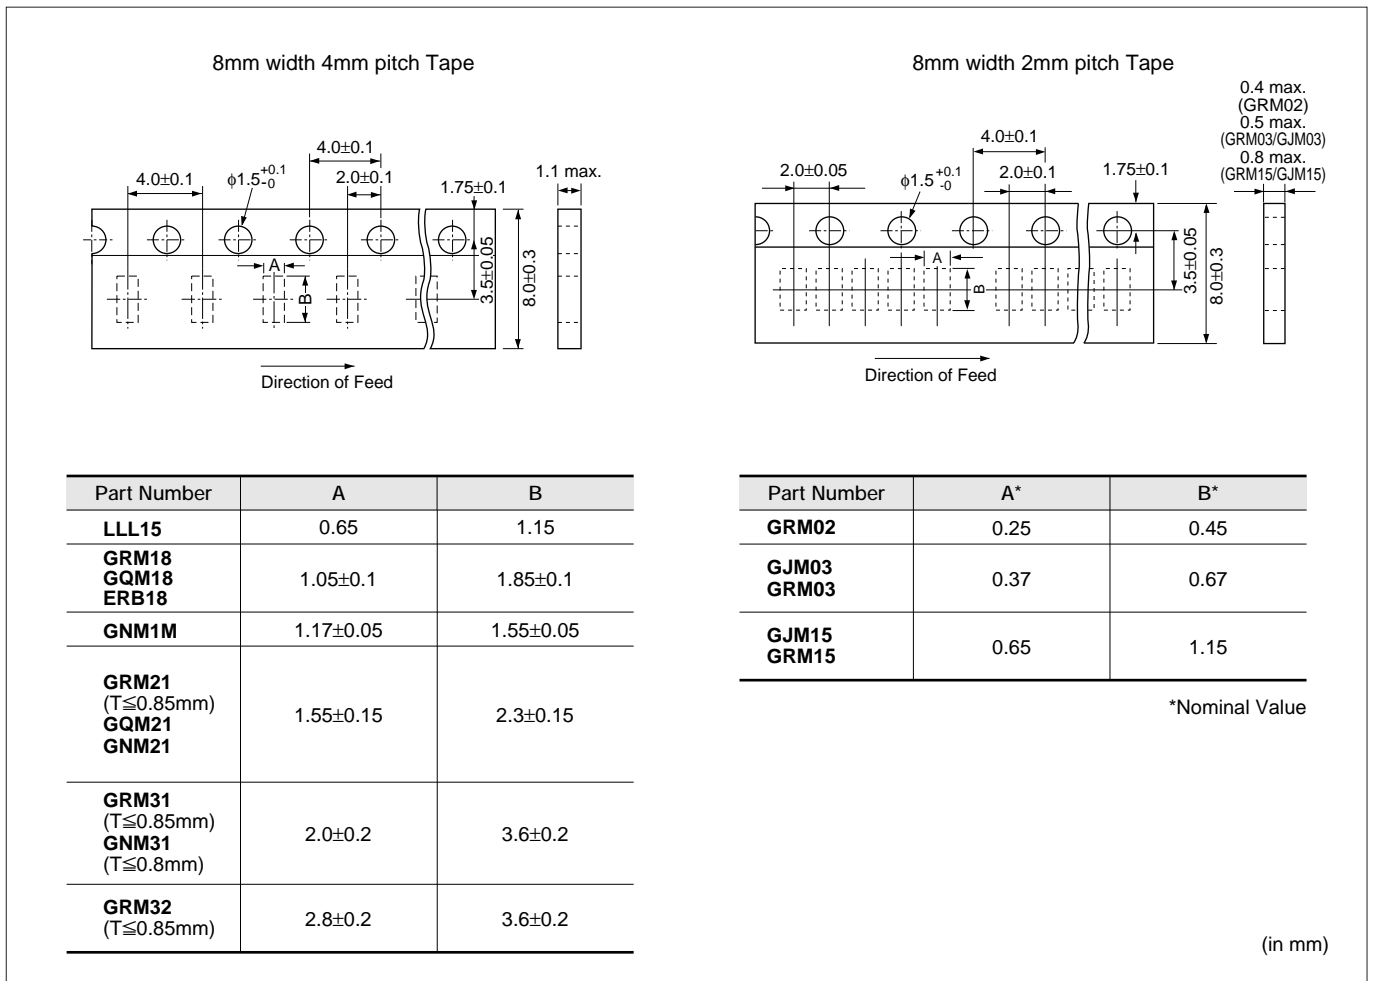 8mm width 4mm pitch Tape
4.0±0.1
4.0±0.1
φ1.5+0.1-0
2.0±0.1
1.75±0.1
1.1 max.
A
B
3.5±0.05
8.0±0.3
Direction of Feed
8mm width 2mm pitch Tape
0.4 max.
(GRM02)
0.5 max.
(GRM03/GJM03)
0.8 max.
(GRM15/GJM15)
4.0±0.1
2.0±0.05
φ1.5+0.1-0
2.0±0.1
1.75±0.1
A
B
3.5±0.05
8.0±0.3
Direction of Feed
Part Number A B
LLL15 0.65 1.15
GRM18
GQM18 1.05±0.1 1.85±0.1
ERB18
GNM1M 1.17±0.05 1.55±0.05
GRM21
(T≦0.85mm) 1.55±0.15 2.3±0.15
GQM21
GNM21
GRM31
(T≦0.85mm) 2.0±0.2 3.6±0.2
GNM31
(T≦0.8mm)
GRM32 2.8±0.2 3.6±0.2
(T≦0.85mm)
Part Number A* B*
GRM02 0.25 0.45
GJM03 0.37 0.67
GRM03
GJM15 0.65 1.15
GRM15
*Nominal Value
(in mm)